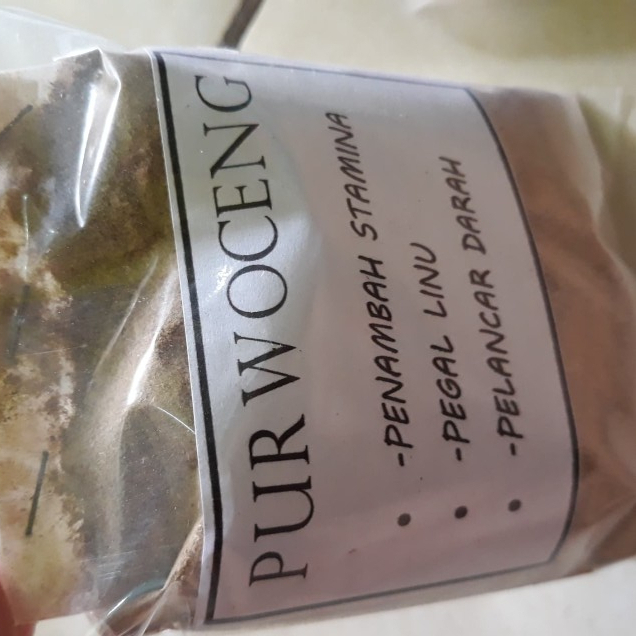 PURWOCENG
• -PENAMBAH STAMINA
• -PEGAL LINU
• -PELANCAR DARAH